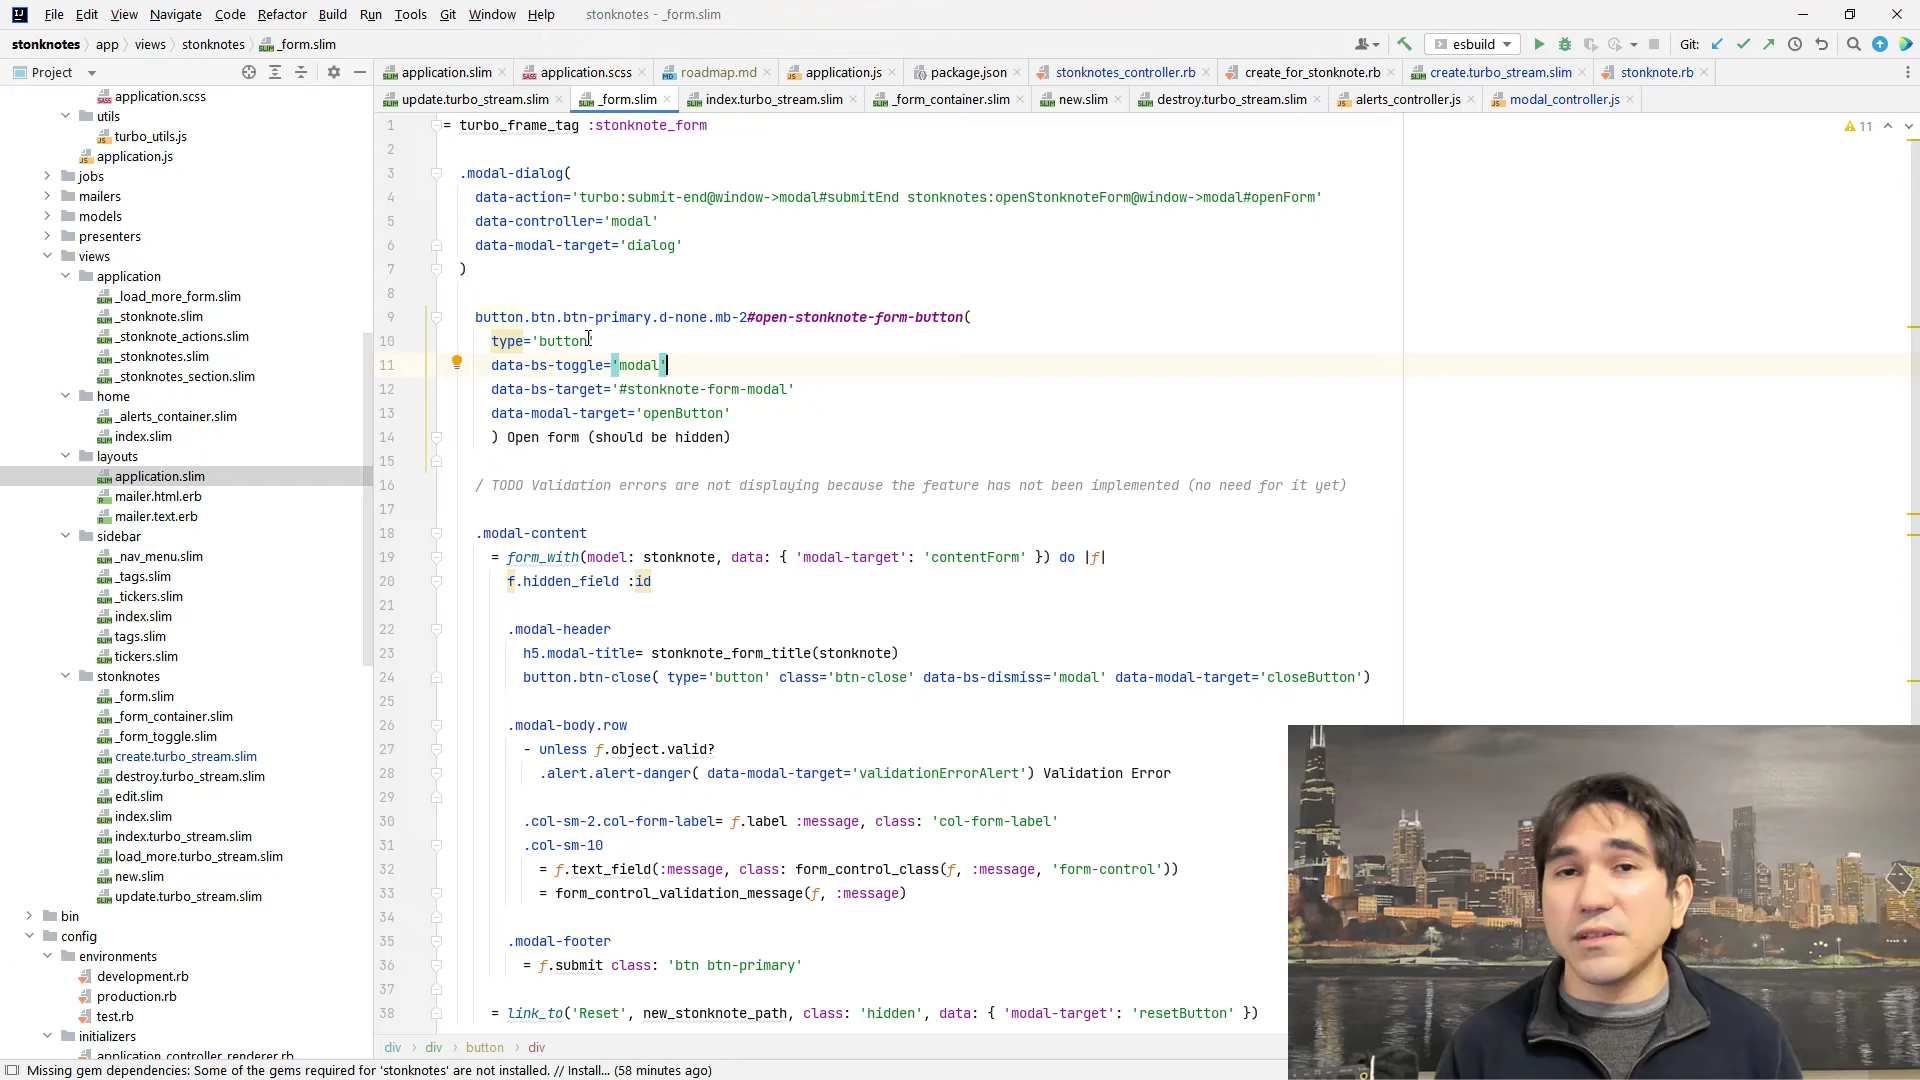 File Edit View Navigate Code Refactor Build Run Tools Git Window Help stonknotes - _form.slim
stonknotes app views stonknotes _form.slim esbuild Git:
Project
application.slim application.scss roadmap.md application.js package.json stonknotes_controller.rb create_for_stonknote.rb create.turbo_stream.slim stonknote.rb
update.turbo_stream.slim _form.slim index.turbo_stream.slim _form_container.slim new.slim destroy.turbo_stream.slim alerts_controller.js modal_controller.js
application.scss
utils
turbo_utils.js
application.js
jobs
mailers
models
presenters
views
application
_load_more_form.slim
_stonknote.slim
_stonknote_actions.slim
_stonknotes.slim
_stonknotes_section.slim
home
_alerts_container.slim
index.slim
layouts
application.slim
mailer.html.erb
mailer.text.erb
sidebar
_nav_menu.slim
_tags.slim
_tickers.slim
index.slim
tags.slim
tickers.slim
stonknotes
_form.slim
_form_container.slim
_form_toggle.slim
create.turbo_stream.slim
destroy.turbo_stream.slim
edit.slim
index.slim
index.turbo_stream.slim
load_more.turbo_stream.slim
new.slim
update.turbo_stream.slim
bin
config
environments
development.rb
production.rb
test.rb
initializers
application_controller_renderer.rb
11
1 = turbo_frame_tag :stonknote_form
2
3 .modal-dialog(
4 data-action='turbo:submit-end@window->modal#submitEnd stonknotes:openStonknoteForm@window->modal#openForm'
5 data-controller='modal'
6 data-modal-target='dialog'
7 )
8
9 button.btn.btn-primary.d-none.mb-2#open-stonknote-form-button(
10 type='button'
11 data-bs-toggle='modal'
12 data-bs-target='#stonknote-form-modal'
13 data-modal-target='openButton'
14 ) Open form (should be hidden)
15
16 / TODO Validation errors are not displaying because the feature has not been implemented (no need for it yet)
17
18 .modal-content
19 = form_with(model: stonknote, data: { 'modal-target': 'contentForm' }) do |f|
20 f.hidden_field :id
21
22 .modal-header
23 h5.modal-title= stonknote_form_title(stonknote)
24 button.btn-close( type='button' class='btn-close' data-bs-dismiss='modal' data-modal-target='closeButton')
25
26 .modal-body.row
27 - unless f.object.valid?
28 .alert.alert-danger( data-modal-target='validationErrorAlert') Validation Error
29
30 .col-sm-2.col-form-label= f.label :message, class: 'col-form-label'
31 .col-sm-10
32 = f.text_field(:message, class: form_control_class(f, :message, 'form-control'))
33 = form_control_validation_message(f, :message)
34
35 .modal-footer
36 = f.submit class: 'btn btn-primary'
37
38 = link_to('Reset', new_stonknote_path, class: 'hidden', data: { 'modal-target': 'resetButton' })
div div button div
Missing gem dependencies: Some of the gems required for 'stonknotes' are not installed. // Install... (58 minutes ago)